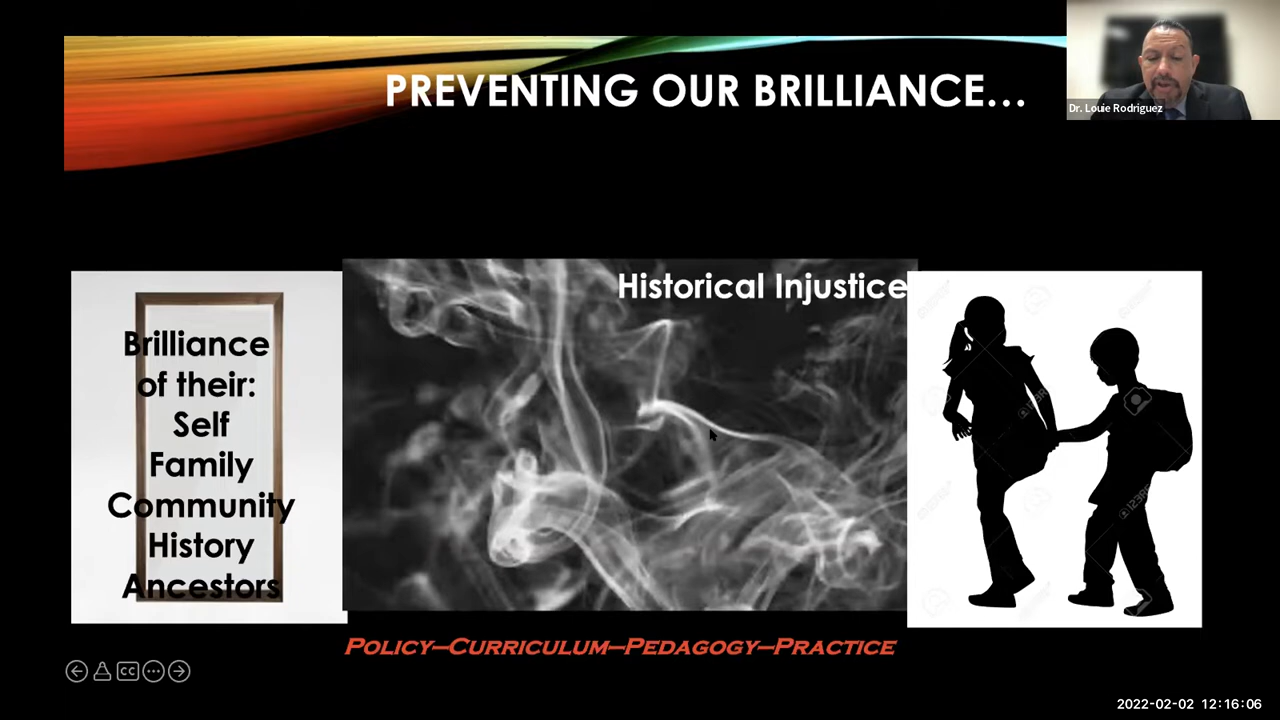 PREVENTING OUR BRILLIANCE...
Dr. Louie Rodriguez
Historical Injustice
Brilliance
of their:
Self
Family
Community
History
Ancestors
POLICY—CURRICULUM—PEDAGOGY—PRACTICE
CC
2022-02-02 12:16:06